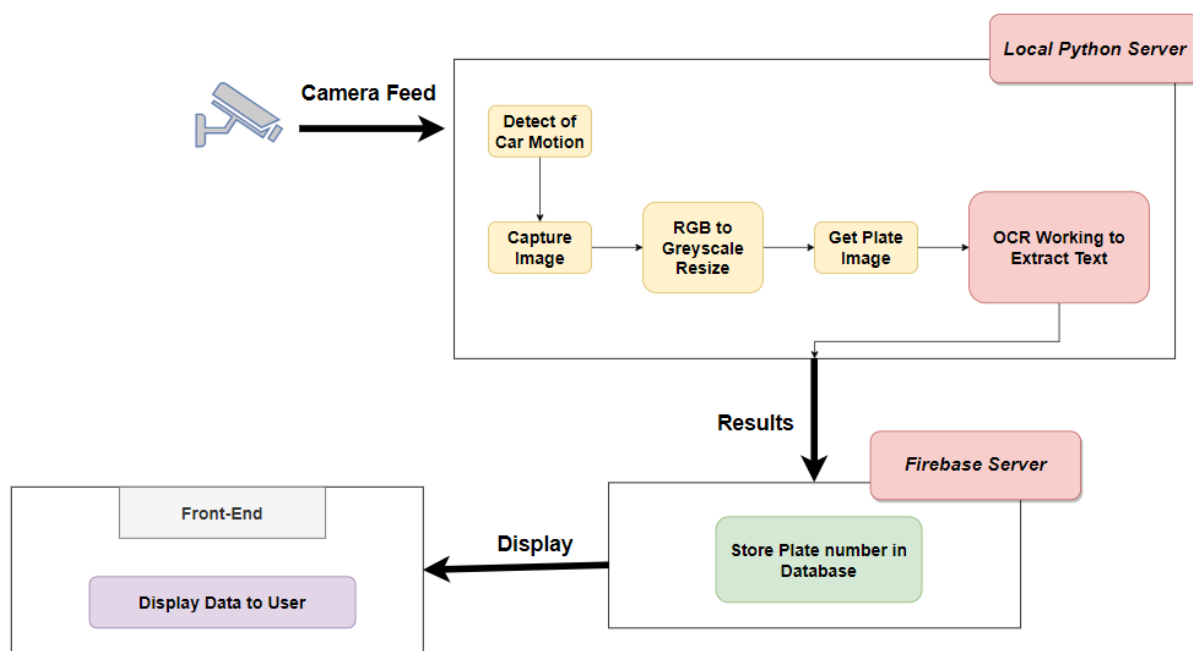 Local Python Server
Camera Feed
Detect of
Car Motion
Capture
Image
RGB to
Greyscale
Resize
Get Plate
Image
OCR Working to
Extract Text
Results
Firebase Server
Store Plate number in
Database
Display
Front-End
Display Data to User